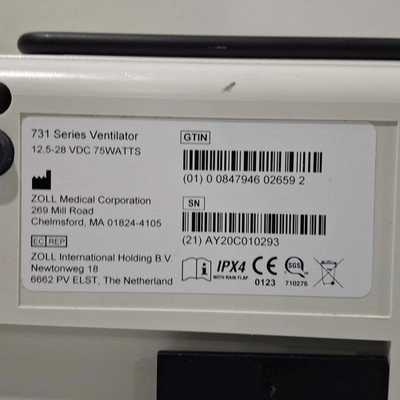 731 Series Ventilator
12.5-28 VDC 75WATTS
ZOLL Medical Corporation
269 Mill Road
Chelmsford, MA 01824-4105
EC REP
ZOLL International Holding B.V.
Newtonweg 18
6662 PV ELST, The Netherland
GTIN
(01) 0 0847946 02659 2
SN
(21) AY20C010293
i IPX4 CE SGS
WITH RAIN FLAP 0123 710275